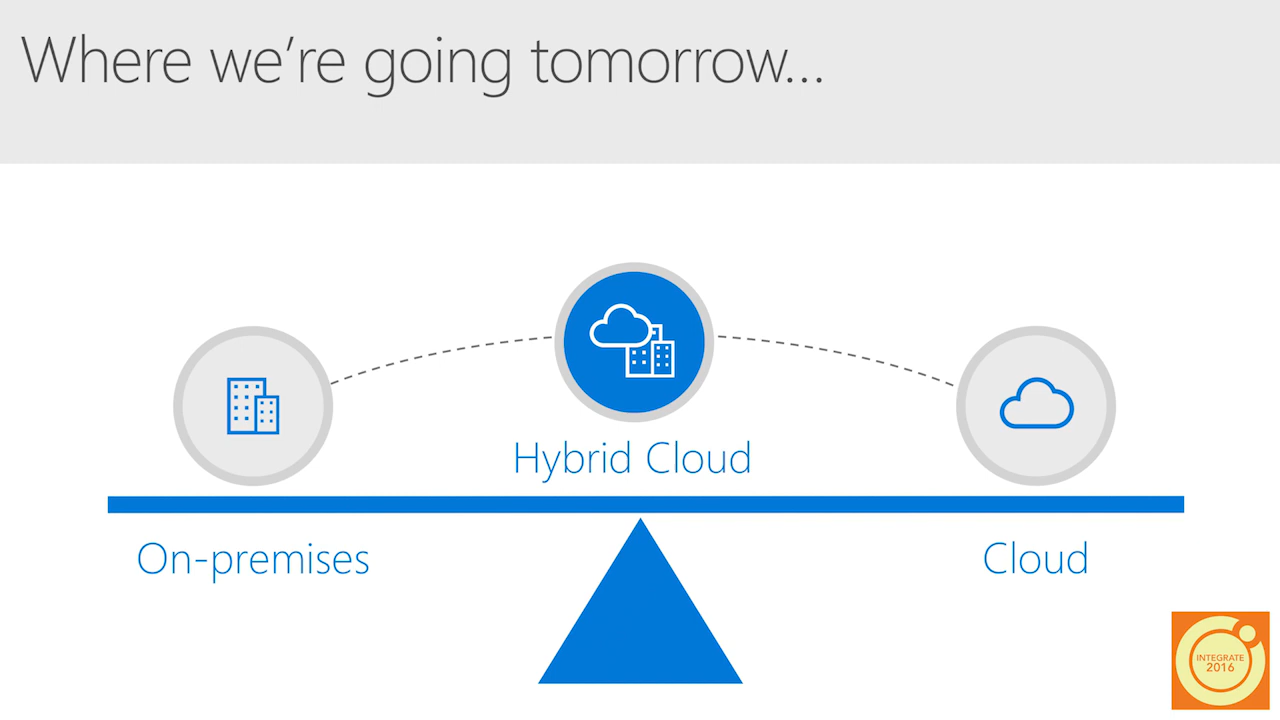 Where we’re going tomorrow...
Hybrid Cloud
On-premises
Cloud
INTEGRATE
2016